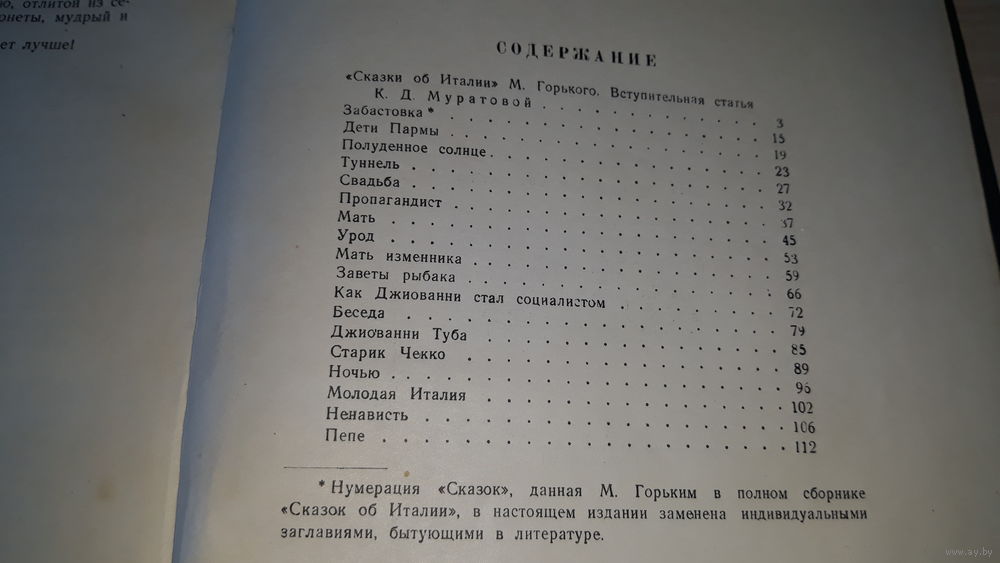 ю, отлитой из се-
онеты, мудрый и
ет лучше!
СОДЕРЖАНИЕ
«Сказки об Италии» М. Горького. Вступительная статья
К. Д. Муратовой . . . . . . . . . . . . 3
Забастовка * . . . . . . . . . . . . . . . 15
Дети Пармы . . . . . . . . . . . . . . . 19
Полуденное солнце . . . . . . . . . . . . . 23
Туннель . . . . . . . . . . . . . . . . . 27
Свадьба . . . . . . . . . . . . . . . . . 32
Пропагандист . . . . . . . . . . . . . . . 37
Мать . . . . . . . . . . . . . . . . . . 45
Урод . . . . . . . . . . . . . . . . . . 53
Мать изменника . . . . . . . . . . . . . . 59
Заветы рыбака . . . . . . . . . . . . . . 66
Как Джиованни стал социалистом . . . . . . . . 72
Беседа . . . . . . . . . . . . . . . . . 79
Джиованни Туба . . . . . . . . . . . . . . 85
Старик Чекко . . . . . . . . . . . . . . . 89
Ночью . . . . . . . . . . . . . . . . . . 96
Молодая Италия . . . . . . . . . . . . . . 102
Ненависть . . . . . . . . . . . . . . . . 106
Пепе . . . . . . . . . . . . . . . . . . 112
* Нумерация «Сказок», данная М. Горьким в полном сборнике
«Сказок об Италии», в настоящем издании заменена индивидуальными
заглавиями, бытующими в литературе.
www.ay.by